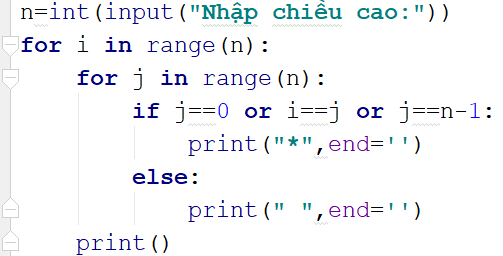 n=int(input("Nhập chiều cao:"))
for i in range(n):
    for j in range(n):
        if j==0 or i==j or j==n-1:
            print("*",end='')
        else:
            print(" ",end='')
    print()